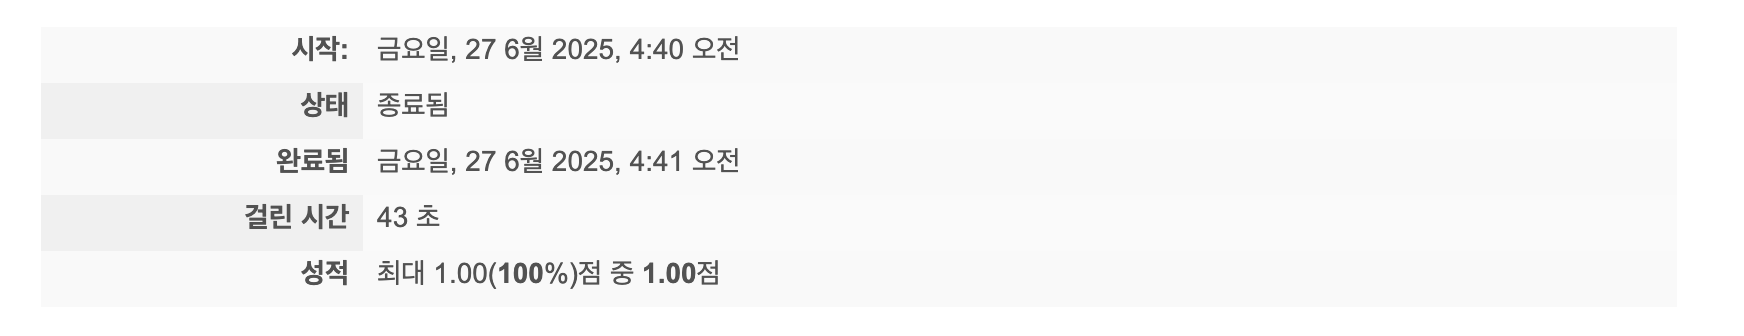 시작: 금요일, 27 6월 2025, 4:40 오전
상태 종료됨
완료됨 금요일, 27 6월 2025, 4:41 오전
걸린 시간 43 초
성적 최대 1.00(100%)점 중 1.00점